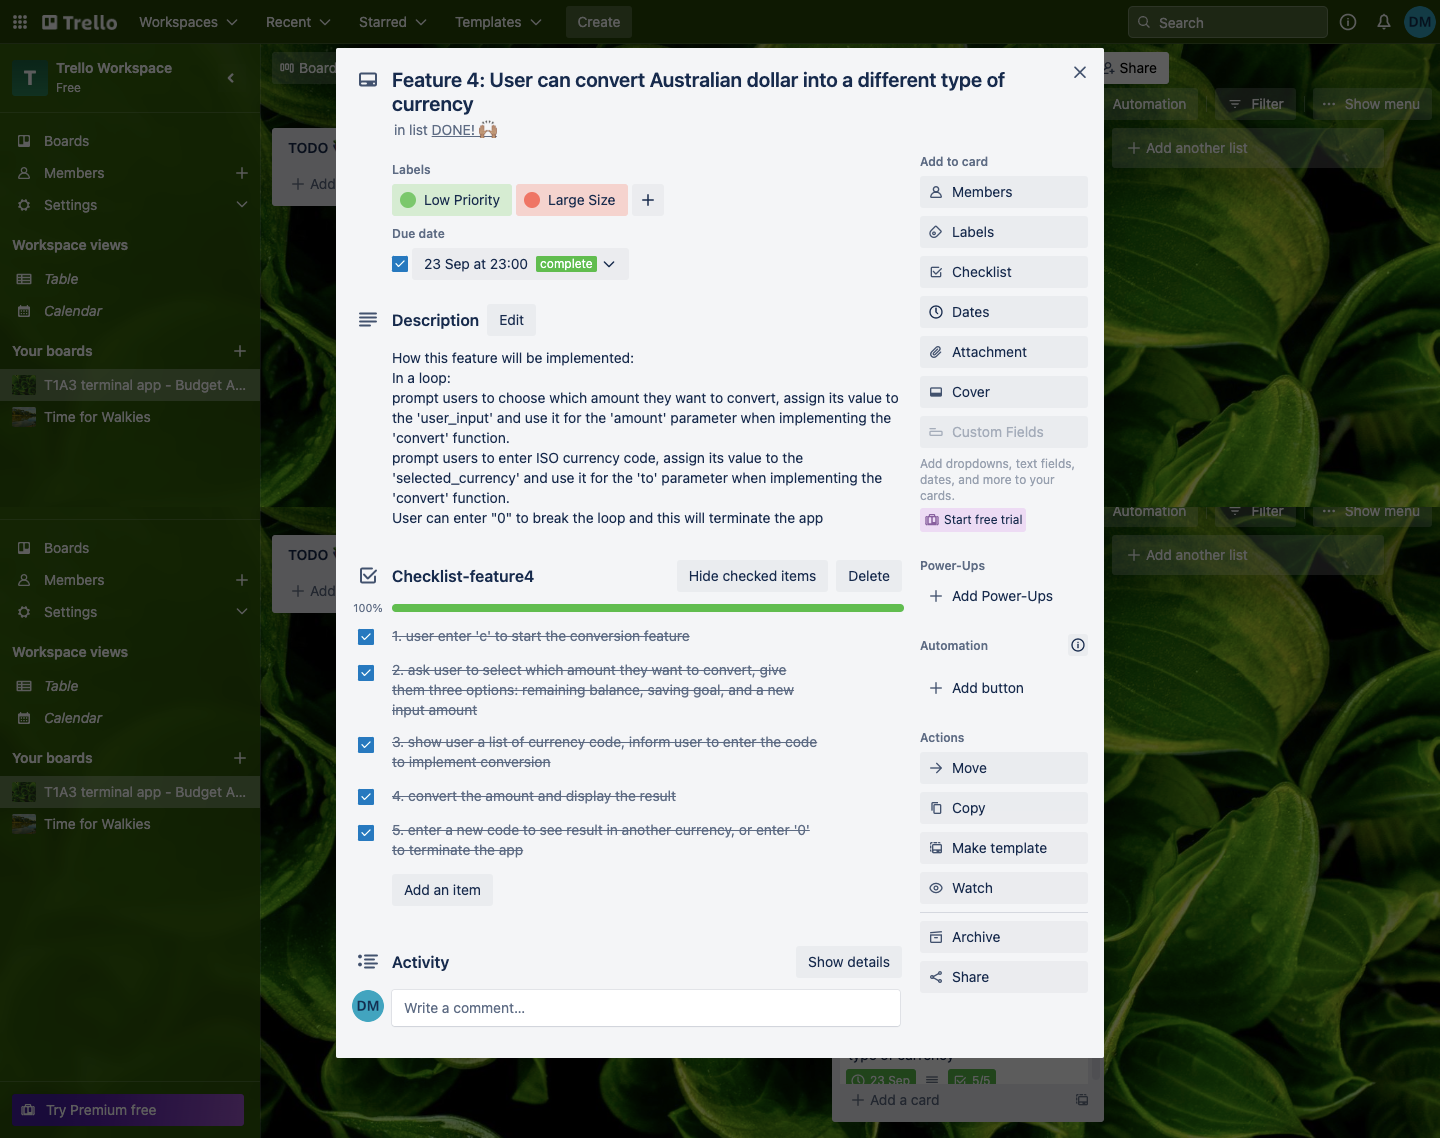 Trello
Workspaces
Recent
Starred
Templates
Create
Search
DM
T
Trello Workspace
Free
Boards
Members
Settings
Workspace views
Table
Calendar
Your boards
T1A3 terminal app - Budget A...
Time for Walkies
Boards
Members
Settings
Workspace views
Table
Calendar
Your boards
T1A3 terminal app - Budget A...
Time for Walkies
Try Premium free
Board
TODO
Add
TODO
Add
Feature 4: User can convert Australian dollar into a different type of
currency
in list DONE! 🙌🏽
Labels
Low Priority
Large Size
Due date
23 Sep at 23:00 complete
Description
Edit
How this feature will be implemented:
In a loop:
prompt users to choose which amount they want to convert, assign its value to
the 'user_input' and use it for the 'amount' parameter when implementing the
'convert' function.
prompt users to enter ISO currency code, assign its value to the
'selected_currency' and use it for the 'to' parameter when implementing the
'convert' function.
User can enter "0" to break the loop and this will terminate the app
Checklist-feature4
Hide checked items
Delete
100%
1. user enter 'c' to start the conversion feature
2. ask user to select which amount they want to convert, give
them three options: remaining balance, saving goal, and a new
input amount
3. show user a list of currency code, inform user to enter the code
to implement conversion
4. convert the amount and display the result
5. enter a new code to see result in another currency, or enter '0'
to terminate the app
Add an item
Activity
Show details
DM
Write a comment...
Add to card
Members
Labels
Checklist
Dates
Attachment
Cover
Custom Fields
Add dropdowns, text fields,
dates, and more to your
cards.
Start free trial
Power-Ups
Add Power-Ups
Automation
Add button
Actions
Move
Copy
Make template
Watch
Archive
Share
Share
Automation
Filter
Show menu
Add another list
Automation
Filter
Show menu
Add another list
type of currency
23 Sep
5/5
Add a card